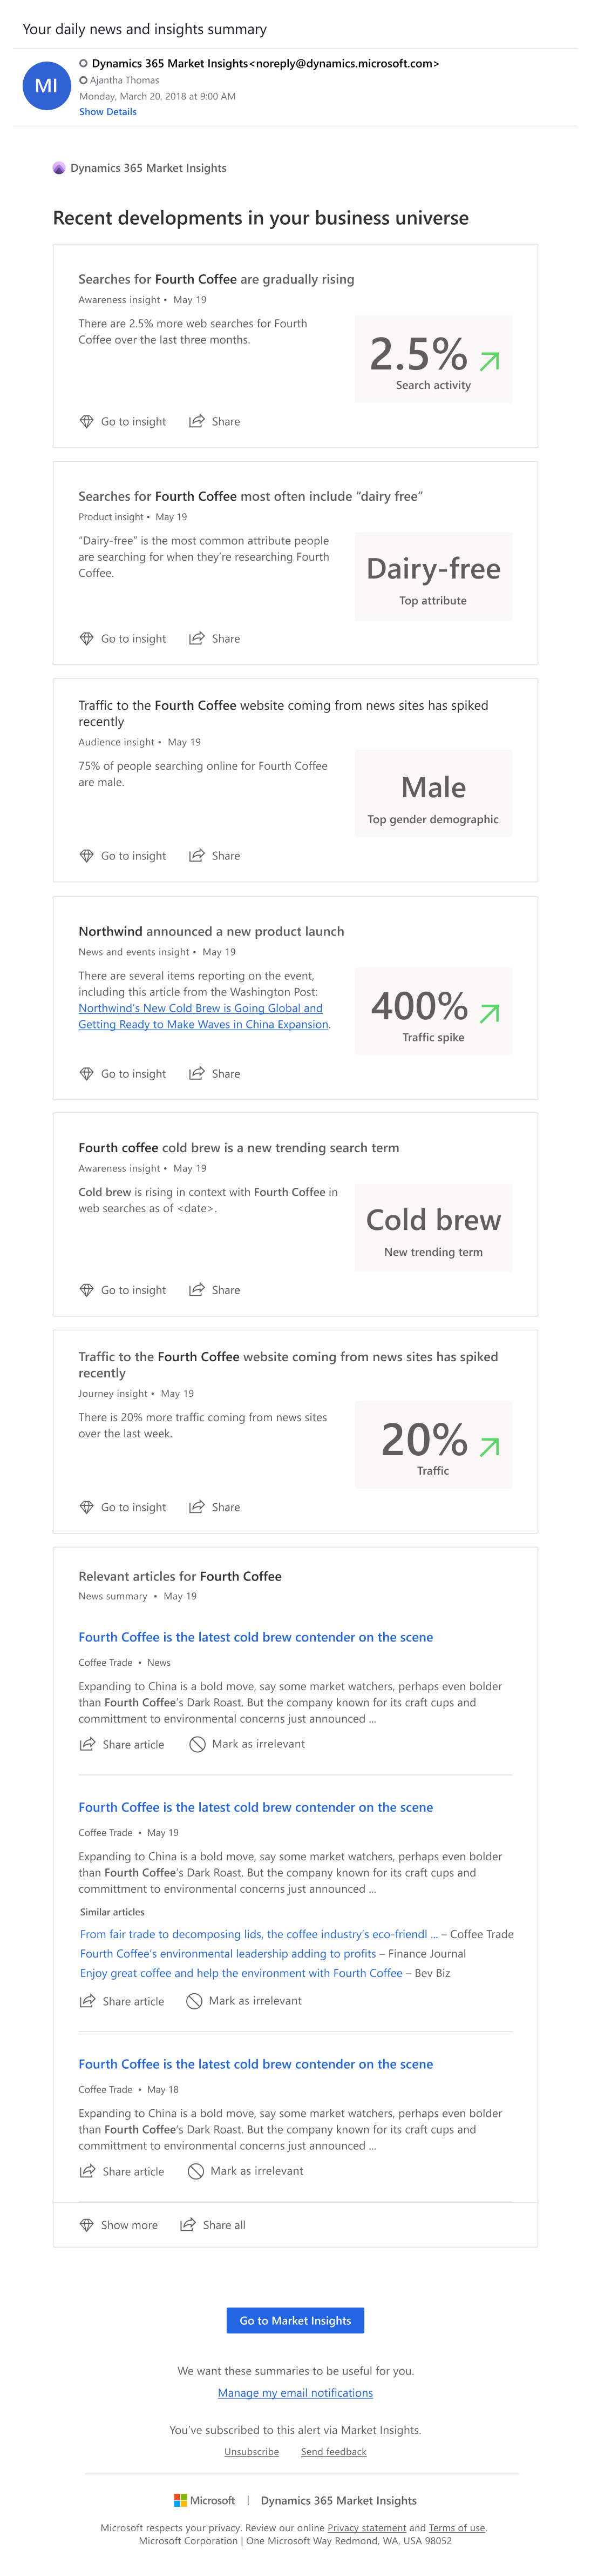 Your daily news and insights summary
MI
Dynamics 365 Market Insights<noreply@dynamics.microsoft.com>
Ajantha Thomas
Monday, March 20, 2018 at 9:00 AM
Show Details
Dynamics 365 Market Insights
Recent developments in your business universe
Searches for Fourth Coffee are gradually rising
Awareness insight • May 19
There are 2.5% more web searches for Fourth
Coffee over the last three months.
2.5%
Search activity
Go to insight Share
Searches for Fourth Coffee most often include “dairy free”
Product insight • May 19
“Dairy-free” is the most common attribute people
are searching for when they’re researching Fourth
Coffee.
Dairy-free
Top attribute
Go to insight Share
Traffic to the Fourth Coffee website coming from news sites has spiked
recently
Audience insight • May 19
75% of people searching online for Fourth Coffee
are male.
Male
Top gender demographic
Go to insight Share
Northwind announced a new product launch
News and events insight • May 19
There are several items reporting on the event,
including this article from the Washington Post:
Northwind’s New Cold Brew is Going Global and
Getting Ready to Make Waves in China Expansion.
400%
Traffic spike
Go to insight Share
Fourth coffee cold brew is a new trending search term
Awareness insight • May 19
Cold brew is rising in context with Fourth Coffee in
web searches as of <date>.
Cold brew
New trending term
Go to insight Share
Traffic to the Fourth Coffee website coming from news sites has spiked
recently
Journey insight • May 19
There is 20% more traffic coming from news sites
over the last week.
20%
Traffic
Go to insight Share
Relevant articles for Fourth Coffee
News summary • May 19
Fourth Coffee is the latest cold brew contender on the scene
Coffee Trade • News
Expanding to China is a bold move, say some market watchers, perhaps even bolder
than Fourth Coffee’s Dark Roast. But the company known for its craft cups and
committment to environmental concerns just announced ...
Share article Mark as irrelevant
Fourth Coffee is the latest cold brew contender on the scene
Coffee Trade • May 19
Expanding to China is a bold move, say some market watchers, perhaps even bolder
than Fourth Coffee’s Dark Roast. But the company known for its craft cups and
committment to environmental concerns just announced ...
Similar articles
From fair trade to decomposing lids, the coffee industry’s eco-friendl ... – Coffee Trade
Fourth Coffee’s environmental leadership adding to profits – Finance Journal
Enjoy great coffee and help the environment with Fourth Coffee – Bev Biz
Share article Mark as irrelevant
Fourth Coffee is the latest cold brew contender on the scene
Coffee Trade • May 18
Expanding to China is a bold move, say some market watchers, perhaps even bolder
than Fourth Coffee’s Dark Roast. But the company known for its craft cups and
committment to environmental concerns just announced ...
Share article Mark as irrelevant
Show more Share all
Go to Market Insights
We want these summaries to be useful for you.
Manage my email notifications
You’ve subscribed to this alert via Market Insights.
Unsubscribe Send feedback
Microsoft | Dynamics 365 Market Insights
Microsoft respects your privacy. Review our online Privacy statement and Terms of use.
Microsoft Corporation | One Microsoft Way Redmond, WA, USA 98052